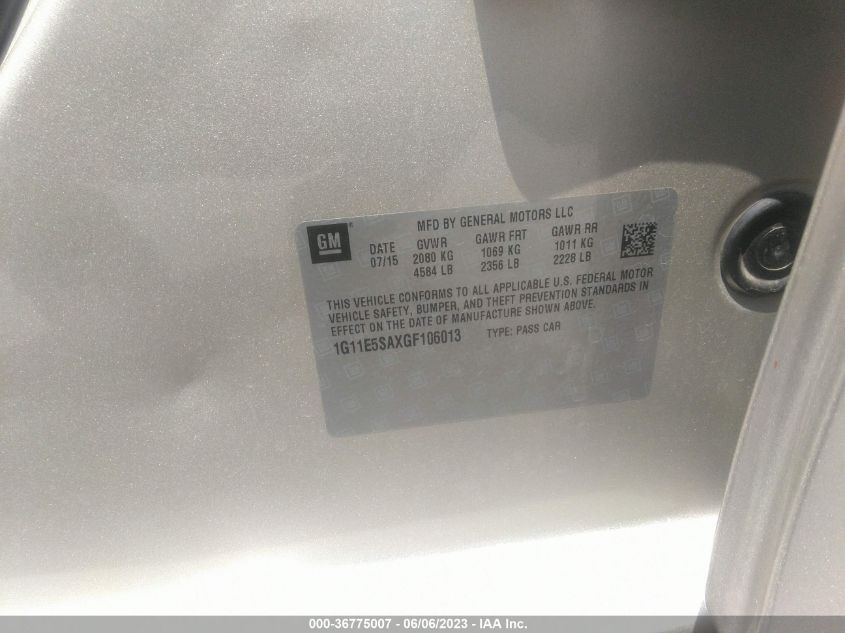 MFD BY GENERAL MOTORS LLC
GM
DATE GVWR GAWR FRT GAWR RR
07/15 2080 KG 1069 KG 1011 KG
4584 LB 2356 LB 2228 LB
THIS VEHICLE CONFORMS TO ALL APPLICABLE U.S. FEDERAL MOTOR
VEHICLE SAFETY, BUMPER, AND THEFT PREVENTION STANDARDS IN
EFFECT ON THE DATE OF MANUFACTURE SHOWN ABOVE.
1G11E5SAXGF106013 TYPE: PASS CAR
000-36775007 - 06/06/2023 - IAA Inc.